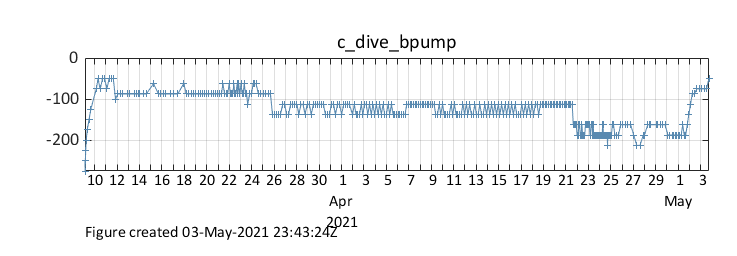 c_dive_bpump
0
-100
-200
10 12 14 16 18 20 22 24 26 28 30 1 3 5 7 9 11 13 15 17 19 21 23 25 27 29 1 3
Apr May
2021
Figure created 03-May-2021 23:43:24Z